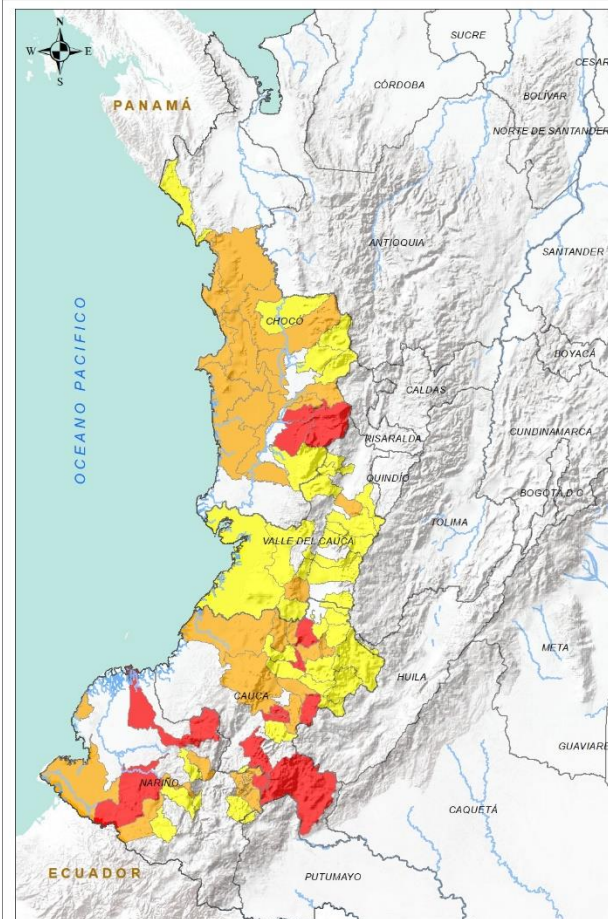 N
W E
S
SUCRE
CESAR
CÓRDOBA
BOLÍVAR
PANAMÁ
NORTE DE SANTANDER
ANTIOQUIA
SANTANDER
OCEANO PACIFICO
CHOCÓ
BOYACÁ
CALDAS
CUNDINAMARCA
RISARALDA
QUINDÍO
BOGOTÁ D.C
TOLIMA
VALLE DEL CAUCA
META
HUILA
CAUCA
GUAVIARE
NARIÑO
CAQUETÁ
ECUADOR
PUTUMAYO